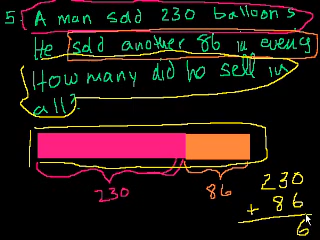 5 A man sold 230 balloons
He sold another 86 in evening
How many did he sell in
all?
230
86
230
+ 86
6